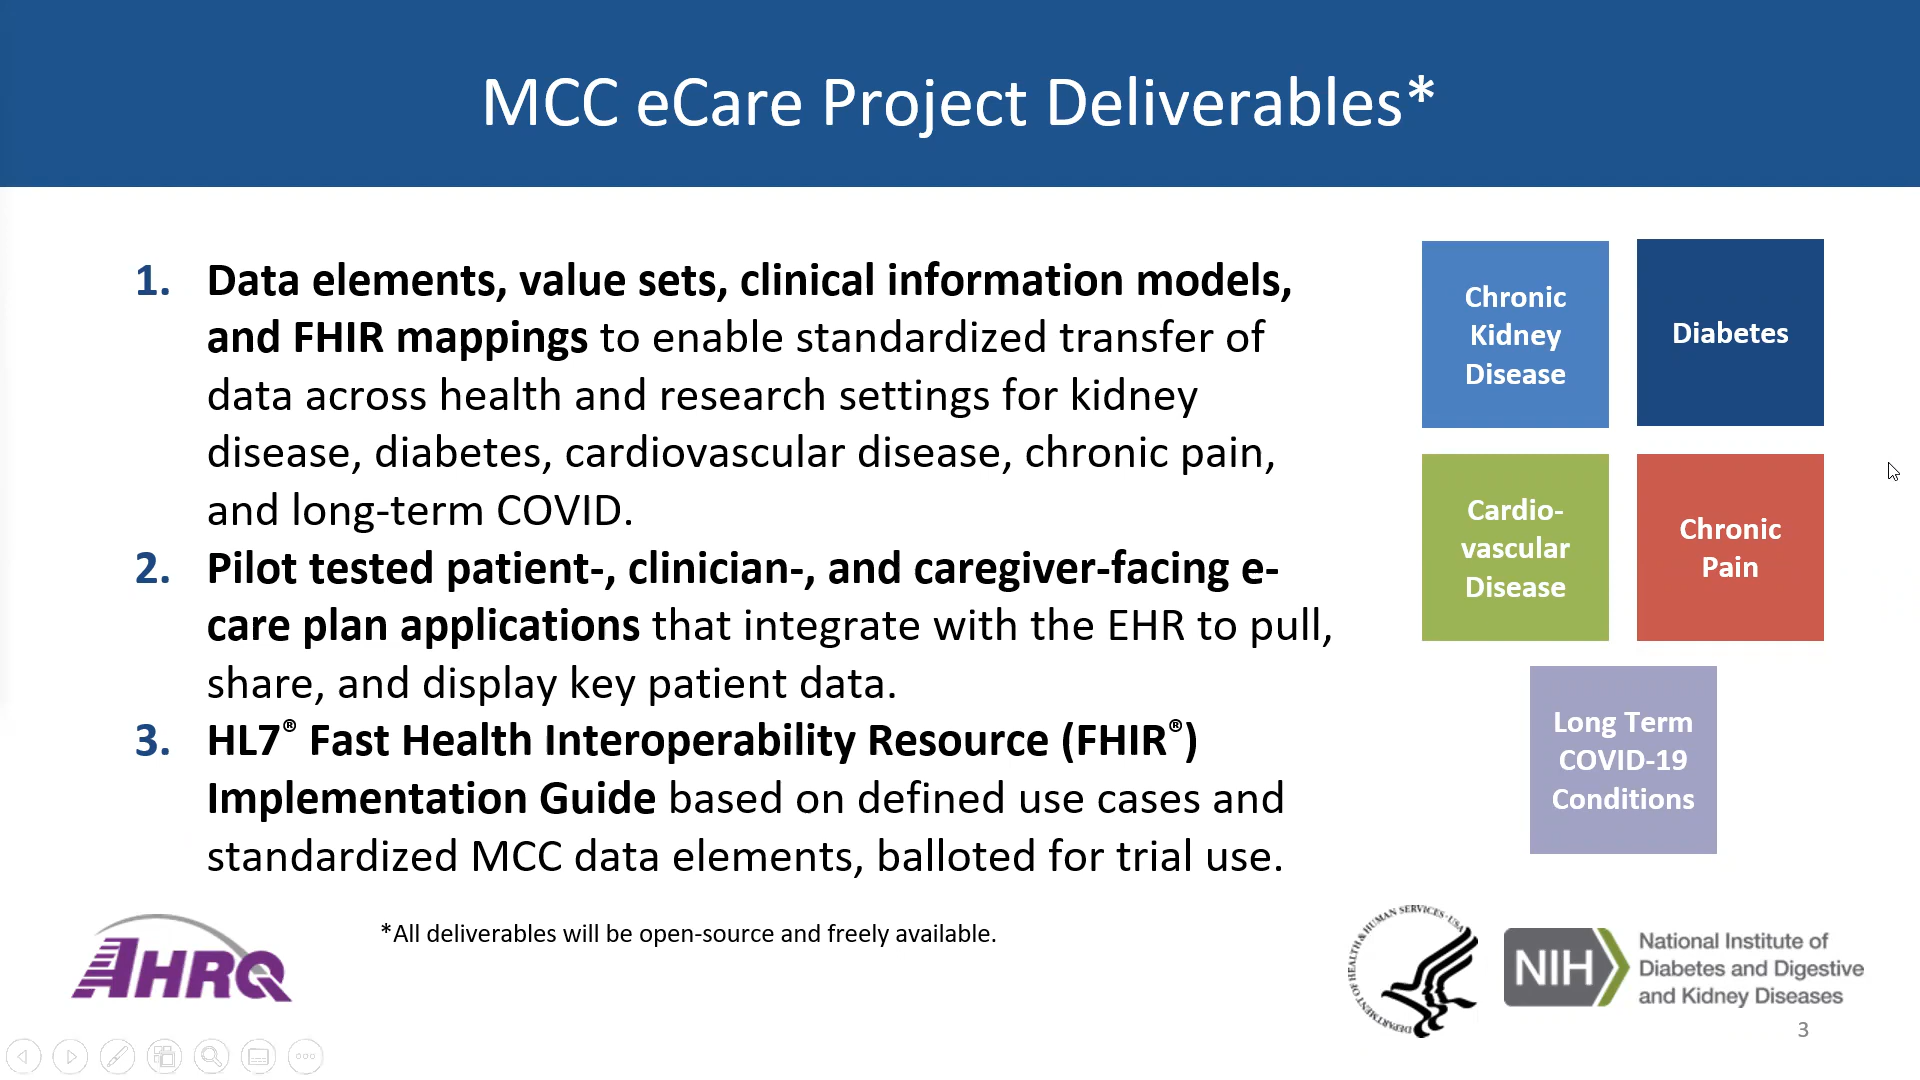 MCC eCare Project Deliverables*
1. Data elements, value sets, clinical information models,
and FHIR mappings to enable standardized transfer of
data across health and research settings for kidney
disease, diabetes, cardiovascular disease, chronic pain,
and long-term COVID.
2. Pilot tested patient-, clinician-, and caregiver-facing e-
care plan applications that integrate with the EHR to pull,
share, and display key patient data.
3. HL7® Fast Health Interoperability Resource (FHIR®)
Implementation Guide based on defined use cases and
standardized MCC data elements, balloted for trial use.
Chronic
Kidney
Disease
Diabetes
Cardio-
vascular
Disease
Chronic
Pain
Long Term
COVID-19
Conditions
*All deliverables will be open-source and freely available.
AHRQ
DEPARTMENT OF HEALTH & HUMAN SERVICES · USA
NIH
National Institute of
Diabetes and Digestive
and Kidney Diseases
3